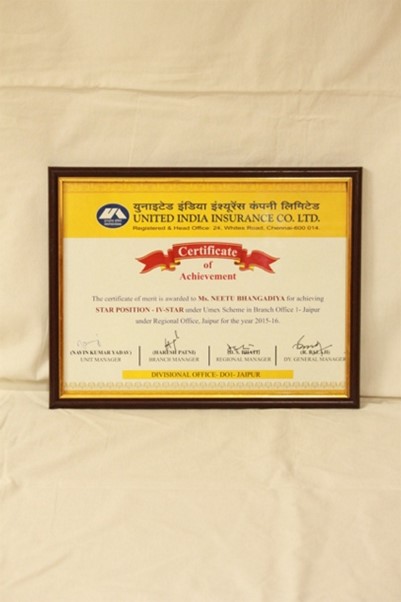 युनाइटेड इंडिया इंश्यूरेंस कंपनी लिमिटेड
UNITED INDIA INSURANCE CO. LTD.
Registered & Head Office: 24, Whites Road, Chennai-600 014.
Certificate
of
Achievement
The certificate of merit is awarded to Ms. NEETU BHANGADIYA for achieving
STAR POSITION - IV-STAR under Umex Scheme in Branch Office 1- Jaipur
under Regional Office, Jaipur for the year 2015-16.
(NAVIN KUMAR YADAV)
UNIT MANAGER
BRANCH MANAGER
REGIONAL MANAGER
DY. GENERAL MANAGER
DIVISIONAL OFFICE- DO1- JAIPUR